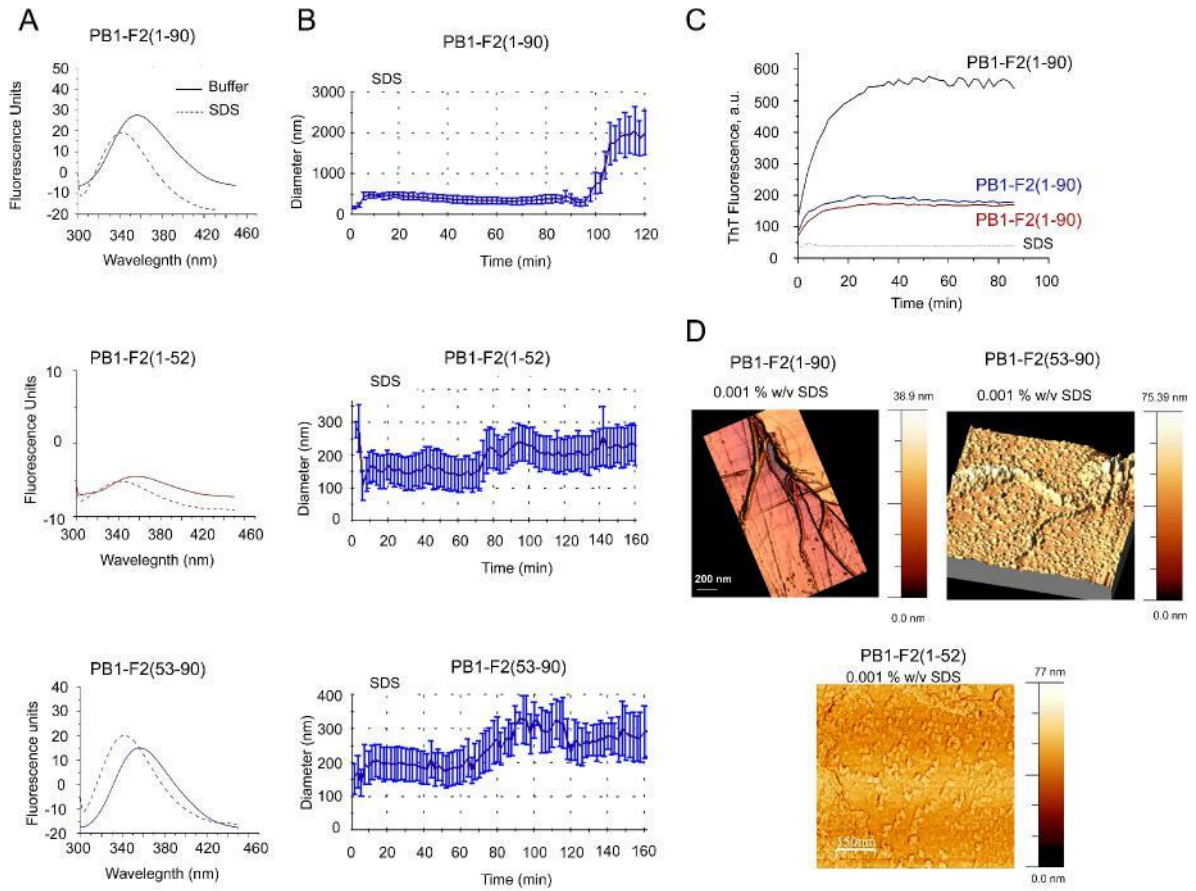 A
PB1-F2(1-90)
Fluorescence Units
50
40
30
20
10
0
-10
-20
Buffer
SDS
300 340 380 420 460
Wavelegnth (nm)
PB1-F2(1-52)
Fluorescence Units
10
0
-10
300 340 380 420 460
Wavelegnth (nm)
PB1-F2(53-90)
Fluorescence units
40
30
20
10
0
-10
-20
300 340 380 420 460
Wavelegnth (nm)
B
PB1-F2(1-90)
SDS
Diameter (nm)
3000
2000
1000
0
0 20 40 60 80 100 120
Time (min)
PB1-F2(1-52)
SDS
Diameter (nm)
300
200
100
0
0 20 40 60 80 100 120 140 160
Time (min)
PB1-F2(53-90)
SDS
Diameter (nm)
400
300
200
100
0
0 20 40 60 80 100 120 140 160
Time (min)
C
ThT Fluorescence, a.u.
600
500
400
300
200
100
0
PB1-F2(1-90)
PB1-F2(1-90)
PB1-F2(1-90)
SDS
0 20 40 60 80 100
Time (min)
D
PB1-F2(1-90)
0.001 % w/v SDS
200 nm
38.9 nm
0.0 nm
PB1-F2(53-90)
0.001 % w/v SDS
75.39 nm
0.0 nm
PB1-F2(1-52)
0.001 % w/v SDS
150nm
77 nm
0.0 nm